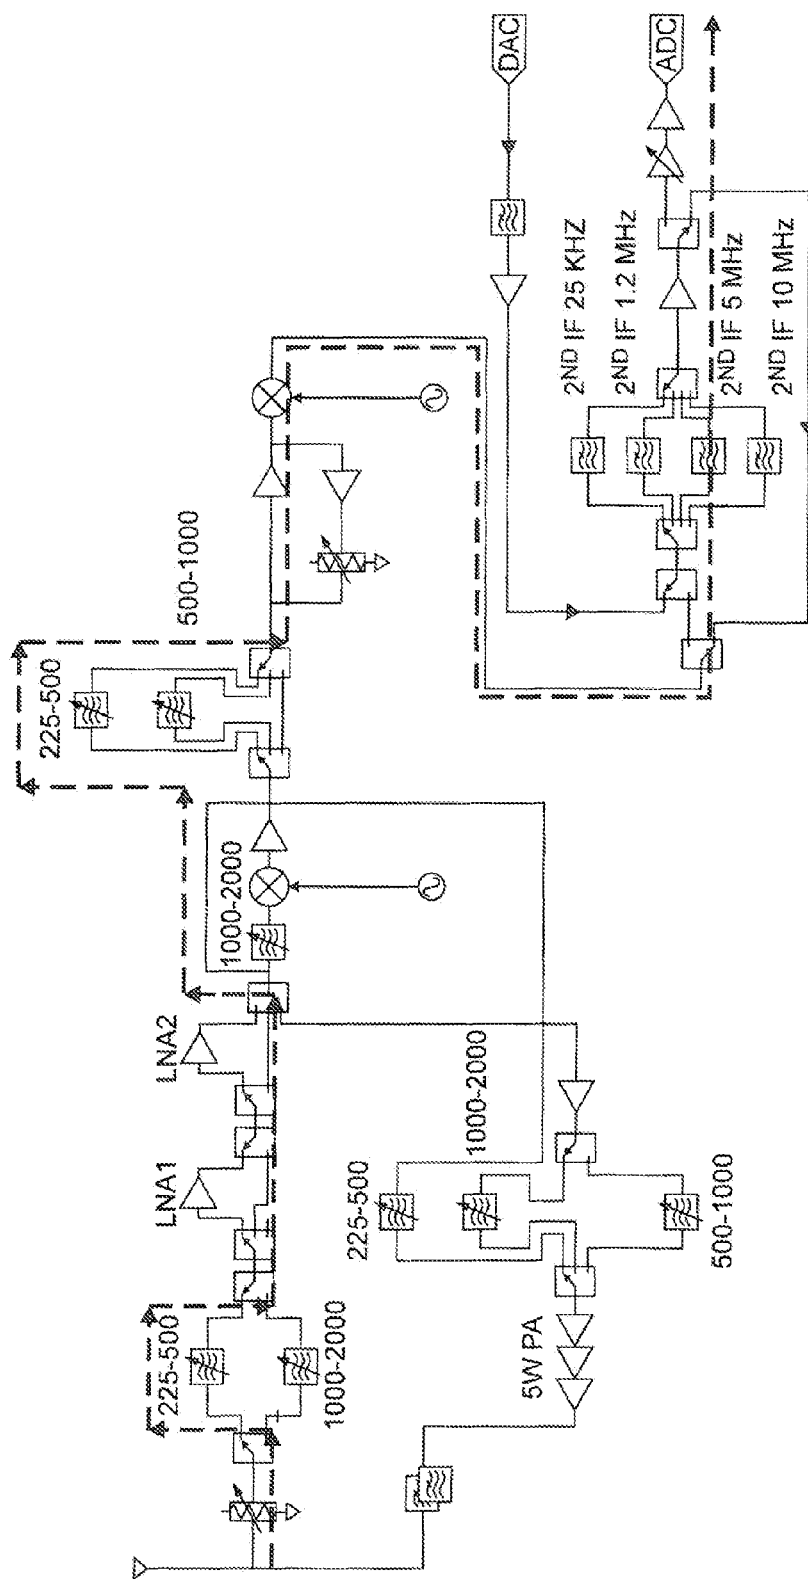 225-500
1000-2000
LNA1
LNA2
1000-2000
225-500
500-1000
5W PA
225-500
1000-2000
500-1000
DAC
ADC
2ND IF 25 KHZ
2ND IF 1.2 MHz
2ND IF 5 MHz
2ND IF 10 MHz